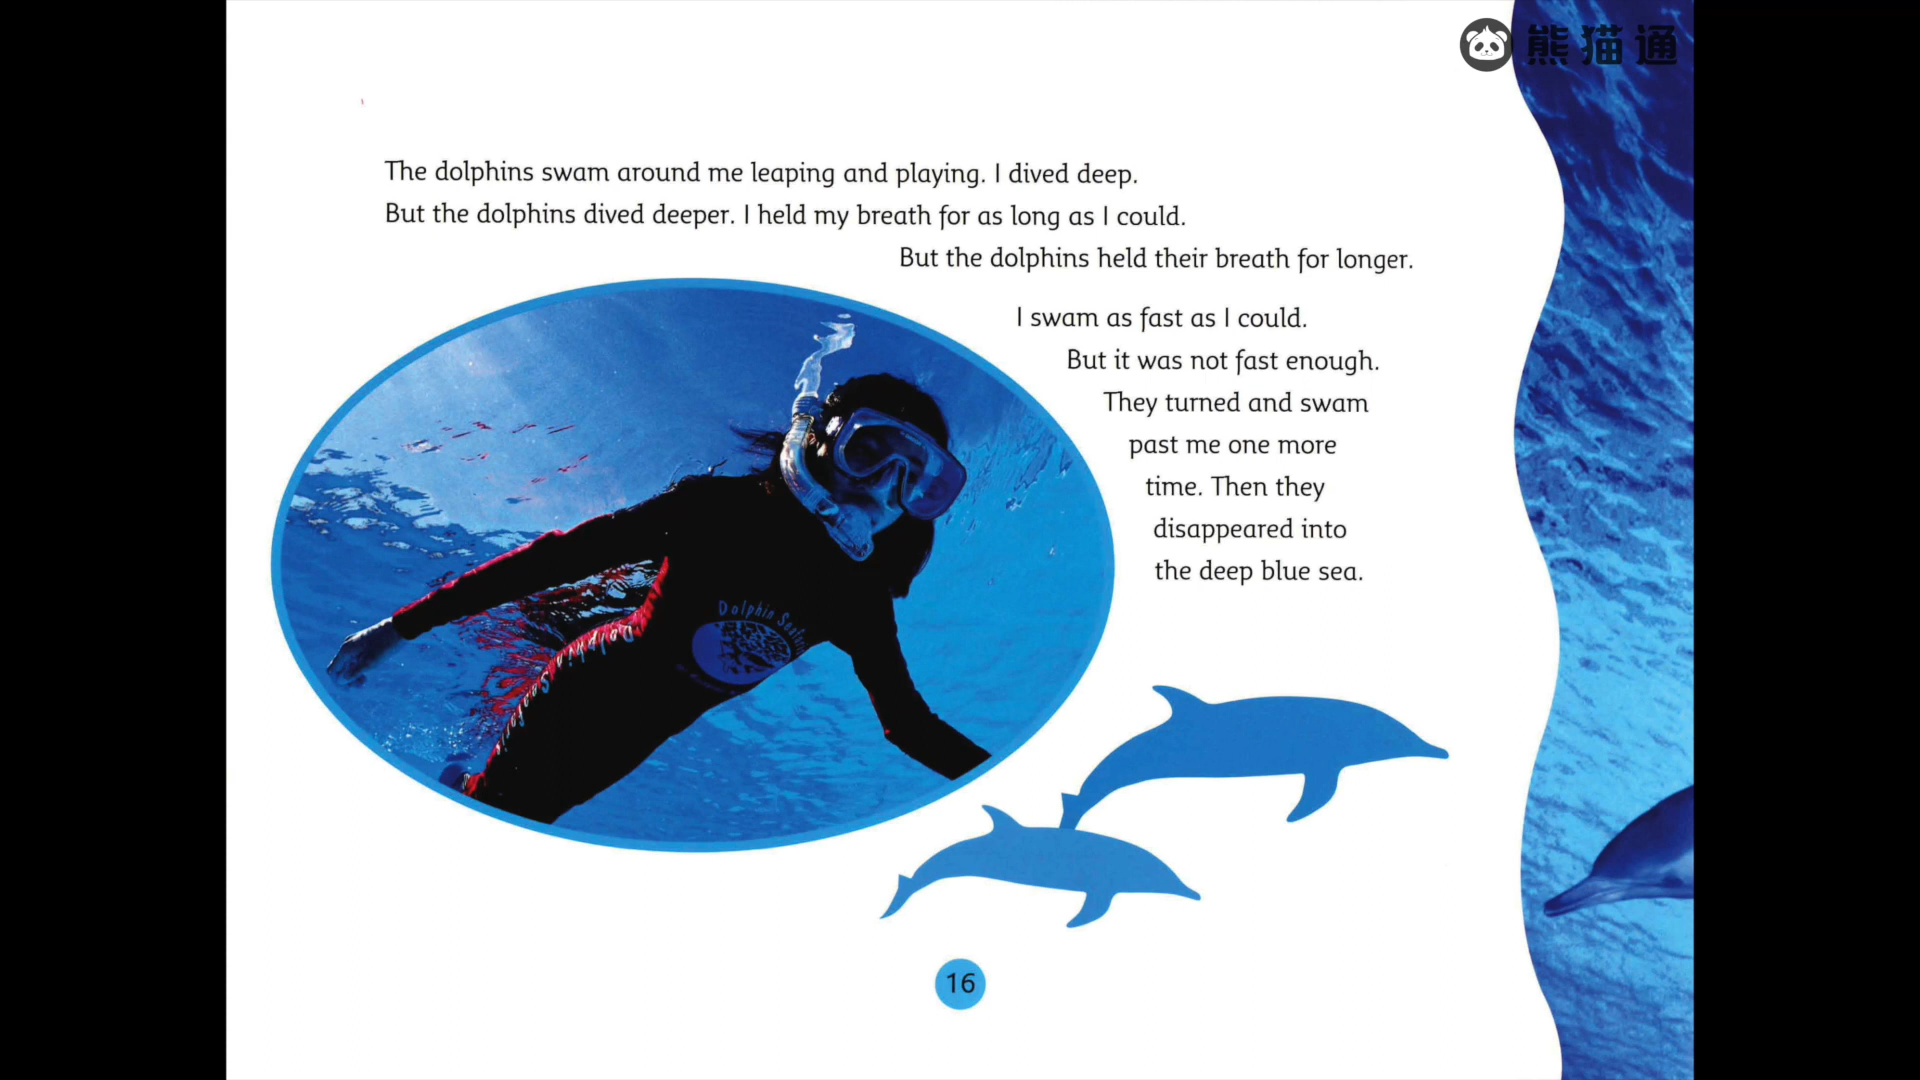 熊猫通
The dolphins swam around me leaping and playing. I dived deep.
But the dolphins dived deeper. I held my breath for as long as I could.
But the dolphins held their breath for longer.
I swam as fast as I could.
But it was not fast enough.
They turned and swam
past me one more
time. Then they
disappeared into
the deep blue sea.
16